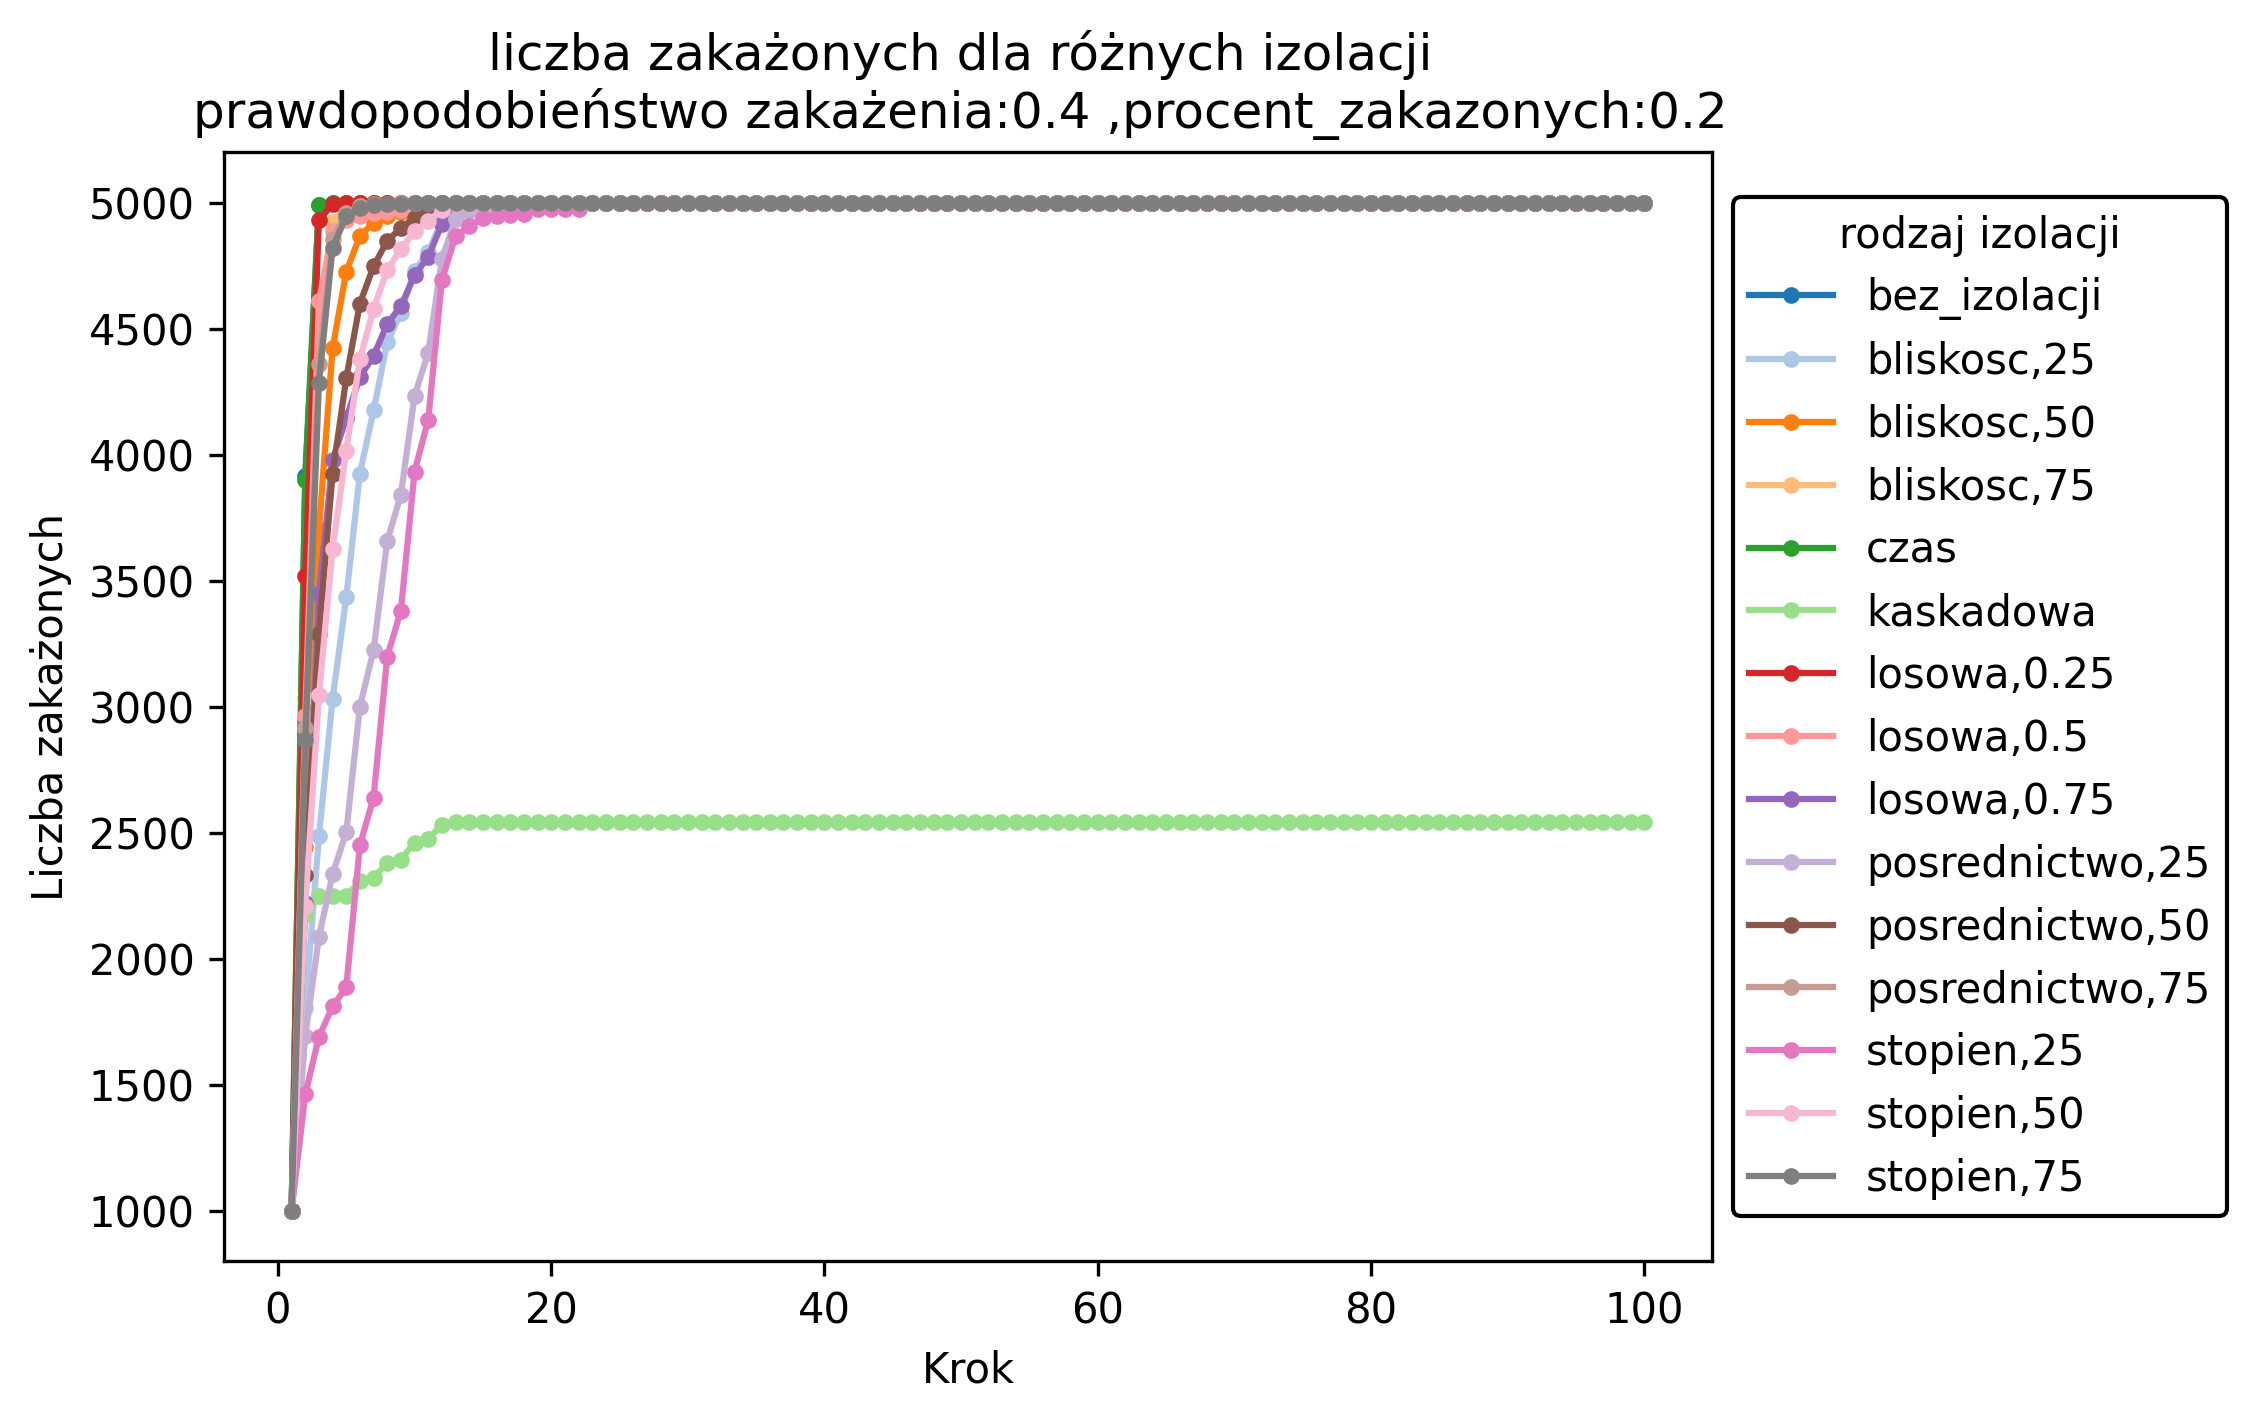 liczba zakażonych dla różnych izolacji
prawdopodobieństwo zakażenia:0.4 ,procent_zakazonych:0.2
Liczba zakażonych
5000
4500
4000
3500
3000
2500
2000
1500
1000
0
20
40
60
80
100
Krok
rodzaj izolacji
bez_izolacji
bliskosc,25
bliskosc,50
bliskosc,75
czas
kaskadowa
losowa,0.25
losowa,0.5
losowa,0.75
posrednictwo,25
posrednictwo,50
posrednictwo,75
stopien,25
stopien,50
stopien,75